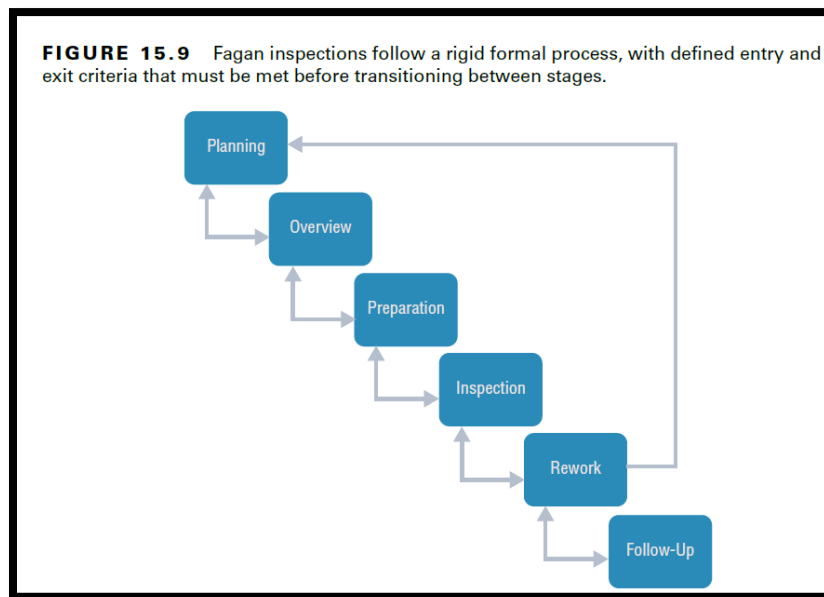 FIGURE 15.9 Fagan inspections follow a rigid formal process, with defined entry and
exit criteria that must be met before transitioning between stages.
Planning
Overview
Preparation
Inspection
Rework
Follow-Up